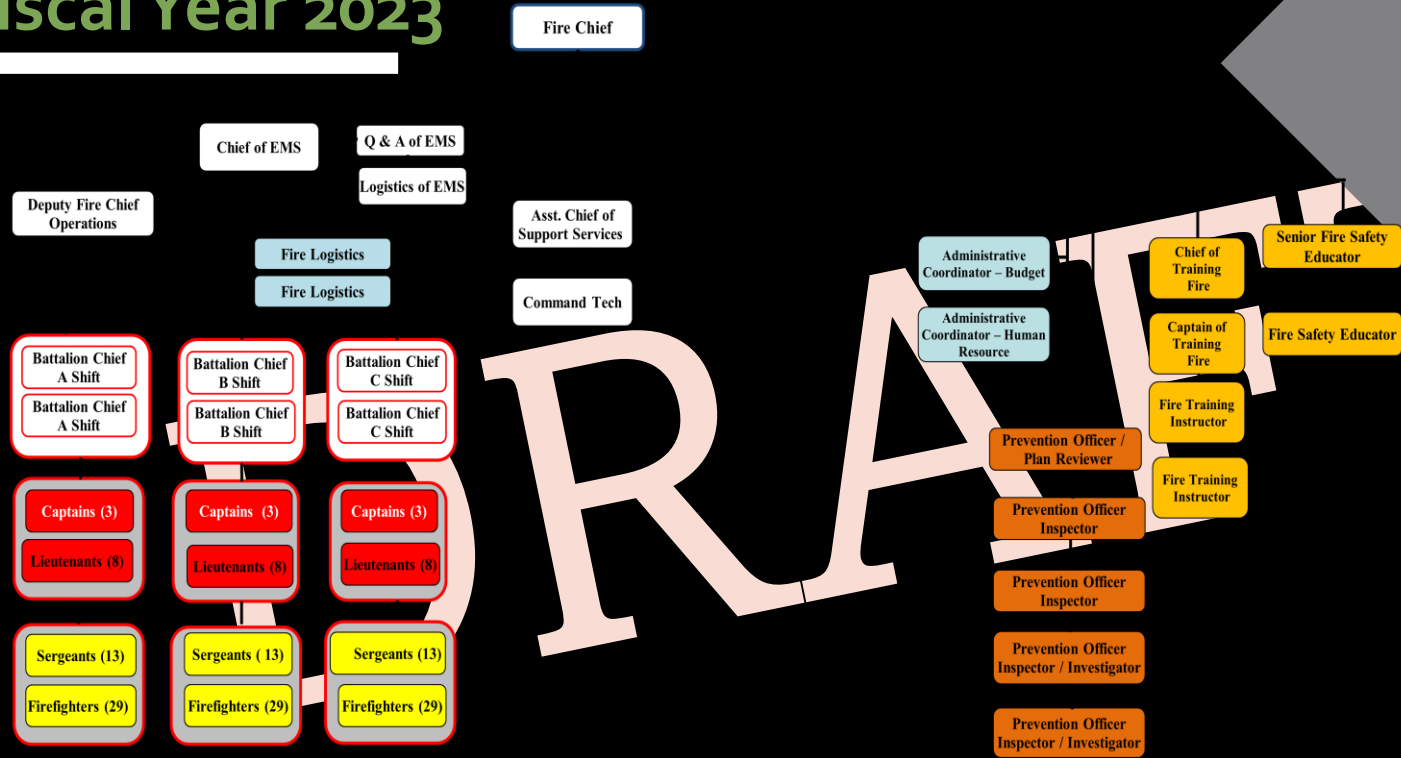 iscal Year 2023
Fire Chief
Chief of EMS
Q & A of EMS
Logistics of EMS
Deputy Fire Chief
Operations
Asst. Chief of
Support Services
Fire Logistics
Fire Logistics
Command Tech
Administrative
Coordinator – Budget
Administrative
Coordinator – Human
Resource
Chief of
Training
Fire
Captain of
Training
Fire
Fire Training
Instructor
Fire Training
Instructor
Senior Fire Safety
Educator
Fire Safety Educator
Battalion Chief
A Shift
Battalion Chief
A Shift
Battalion Chief
B Shift
Battalion Chief
B Shift
Battalion Chief
C Shift
Battalion Chief
C Shift
Captains (3)
Lieutenants (8)
Captains (3)
Lieutenants (8)
Captains (3)
Lieutenants (8)
Sergeants (13)
Firefighters (29)
Sergeants ( 13)
Firefighters (29)
Sergeants (13)
Firefighters (29)
Prevention Officer /
Plan Reviewer
Prevention Officer
Inspector
Prevention Officer
Inspector
Prevention Officer
Inspector / Investigator
Prevention Officer
Inspector / Investigator
DRAFT